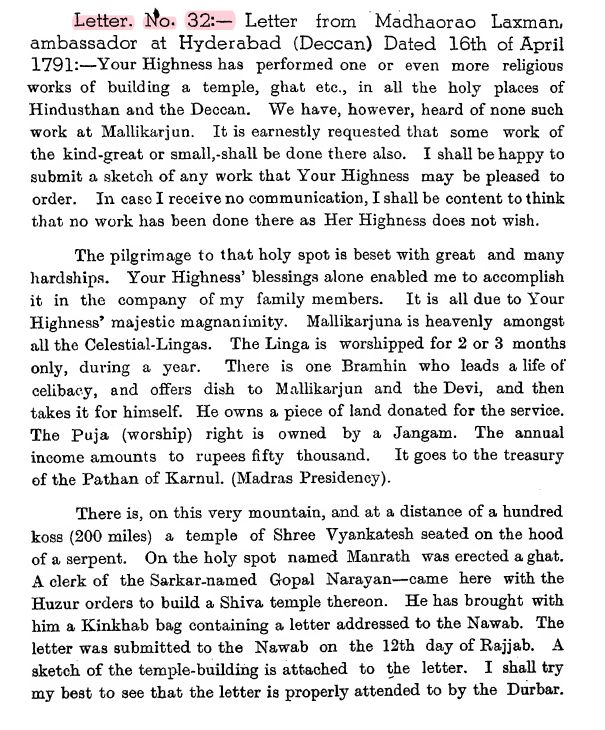 Letter. No. 32:— Letter from Madhaorao Laxman,
ambassador at Hyderabad (Deccan) Dated 16th of April
1791:—Your Highness has performed one or even more religious
works of building a temple, ghat etc., in all the holy places of
Hindusthan and the Deccan. We have, however, heard of none such
work at Mallikarjun. It is earnestly requested that some work of
the kind-great or small,-shall be done there also. I shall be happy to
submit a sketch of any work that Your Highness may be pleased to
order. In case I receive no communication, I shall be content to think
that no work has been done there as Her Highness does not wish.
The pilgrimage to that holy spot is beset with great and many
hardships. Your Highness' blessings alone enabled me to accomplish
it in the company of my family members. It is all due to Your
Highness' majestic magnanimity. Mallikarjuna is heavenly amongst
all the Celestial-Lingas. The Linga is worshipped for 2 or 3 months
only, during a year. There is one Bramhin who leads a life of
celibacy, and offers dish to Mallikarjun and the Devi, and then
takes it for himself. He owns a piece of land donated for the service.
The Puja (worship) right is owned by a Jangam. The annual
income amounts to rupees fifty thousand. It goes to the treasury
of the Pathan of Karnul. (Madras Presidency).
There is, on this very mountain, and at a distance of a hundred
koss (200 miles) a temple of Shree Vyankatesh seated on the hood
of a serpent. On the holy spot named Manrath was erected a ghat.
A clerk of the Sarkar-named Gopal Narayan—came here with the
Huzur orders to build a Shiva temple thereon. He has brought with
him a Kinkhab bag containing a letter addressed to the Nawab. The
letter was submitted to the Nawab on the 12th day of Rajjab. A
sketch of the temple-building is attached to the letter. I shall try
my best to see that the letter is properly attended to by the Durbar.